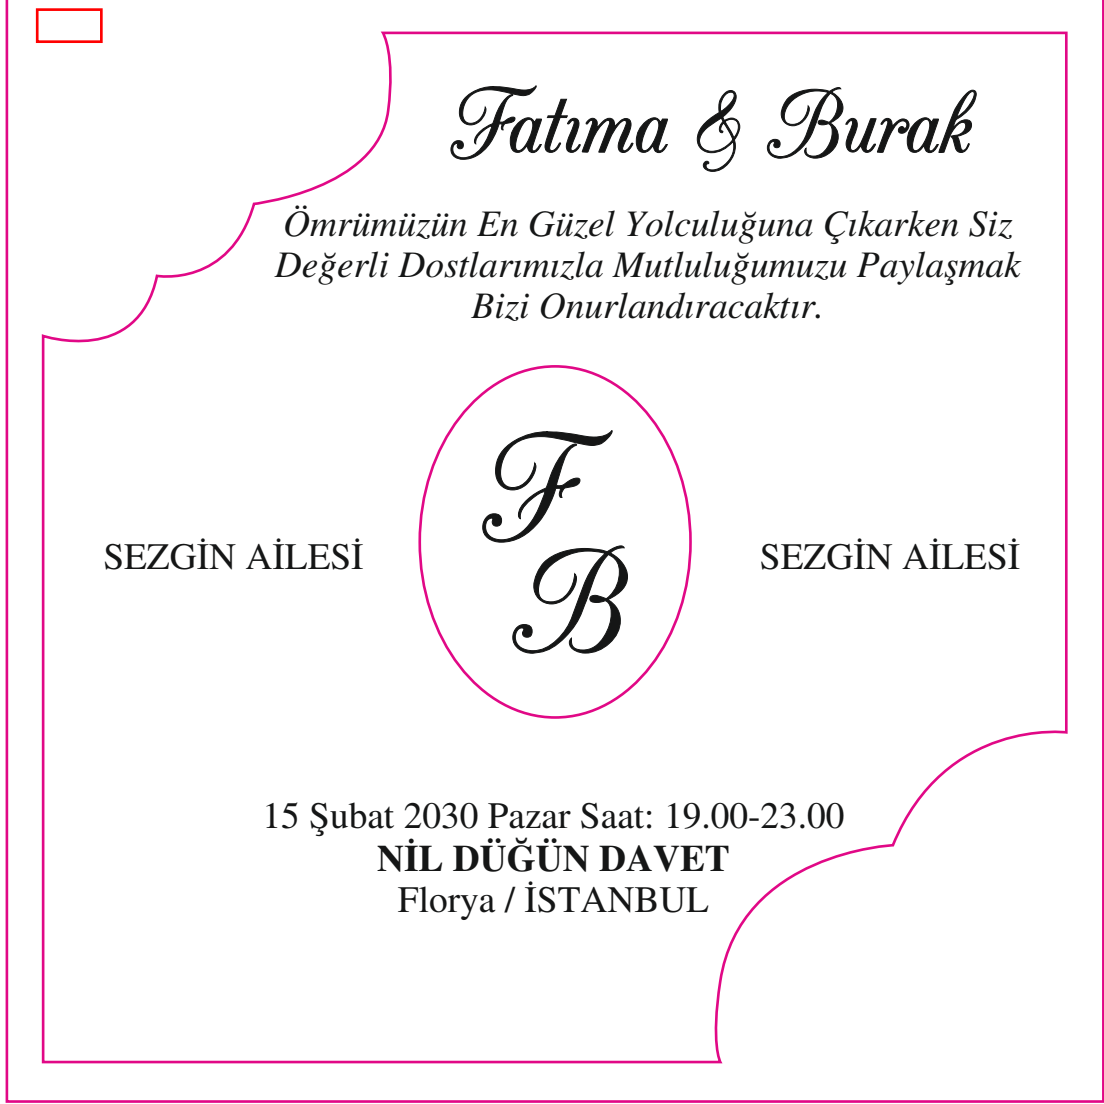 Fatıma & Burak
Ömrümüzün En Güzel Yolculuğuna Çıkarken Siz
Değerli Dostlarımızla Mutluluğumuzu Paylaşmak
Bizi Onurlandıracaktır.
F
B
SEZGİN AİLESİ
SEZGİN AİLESİ
15 Şubat 2030 Pazar Saat: 19.00-23.00
NİL DÜĞÜN DAVET
Florya / İSTANBUL